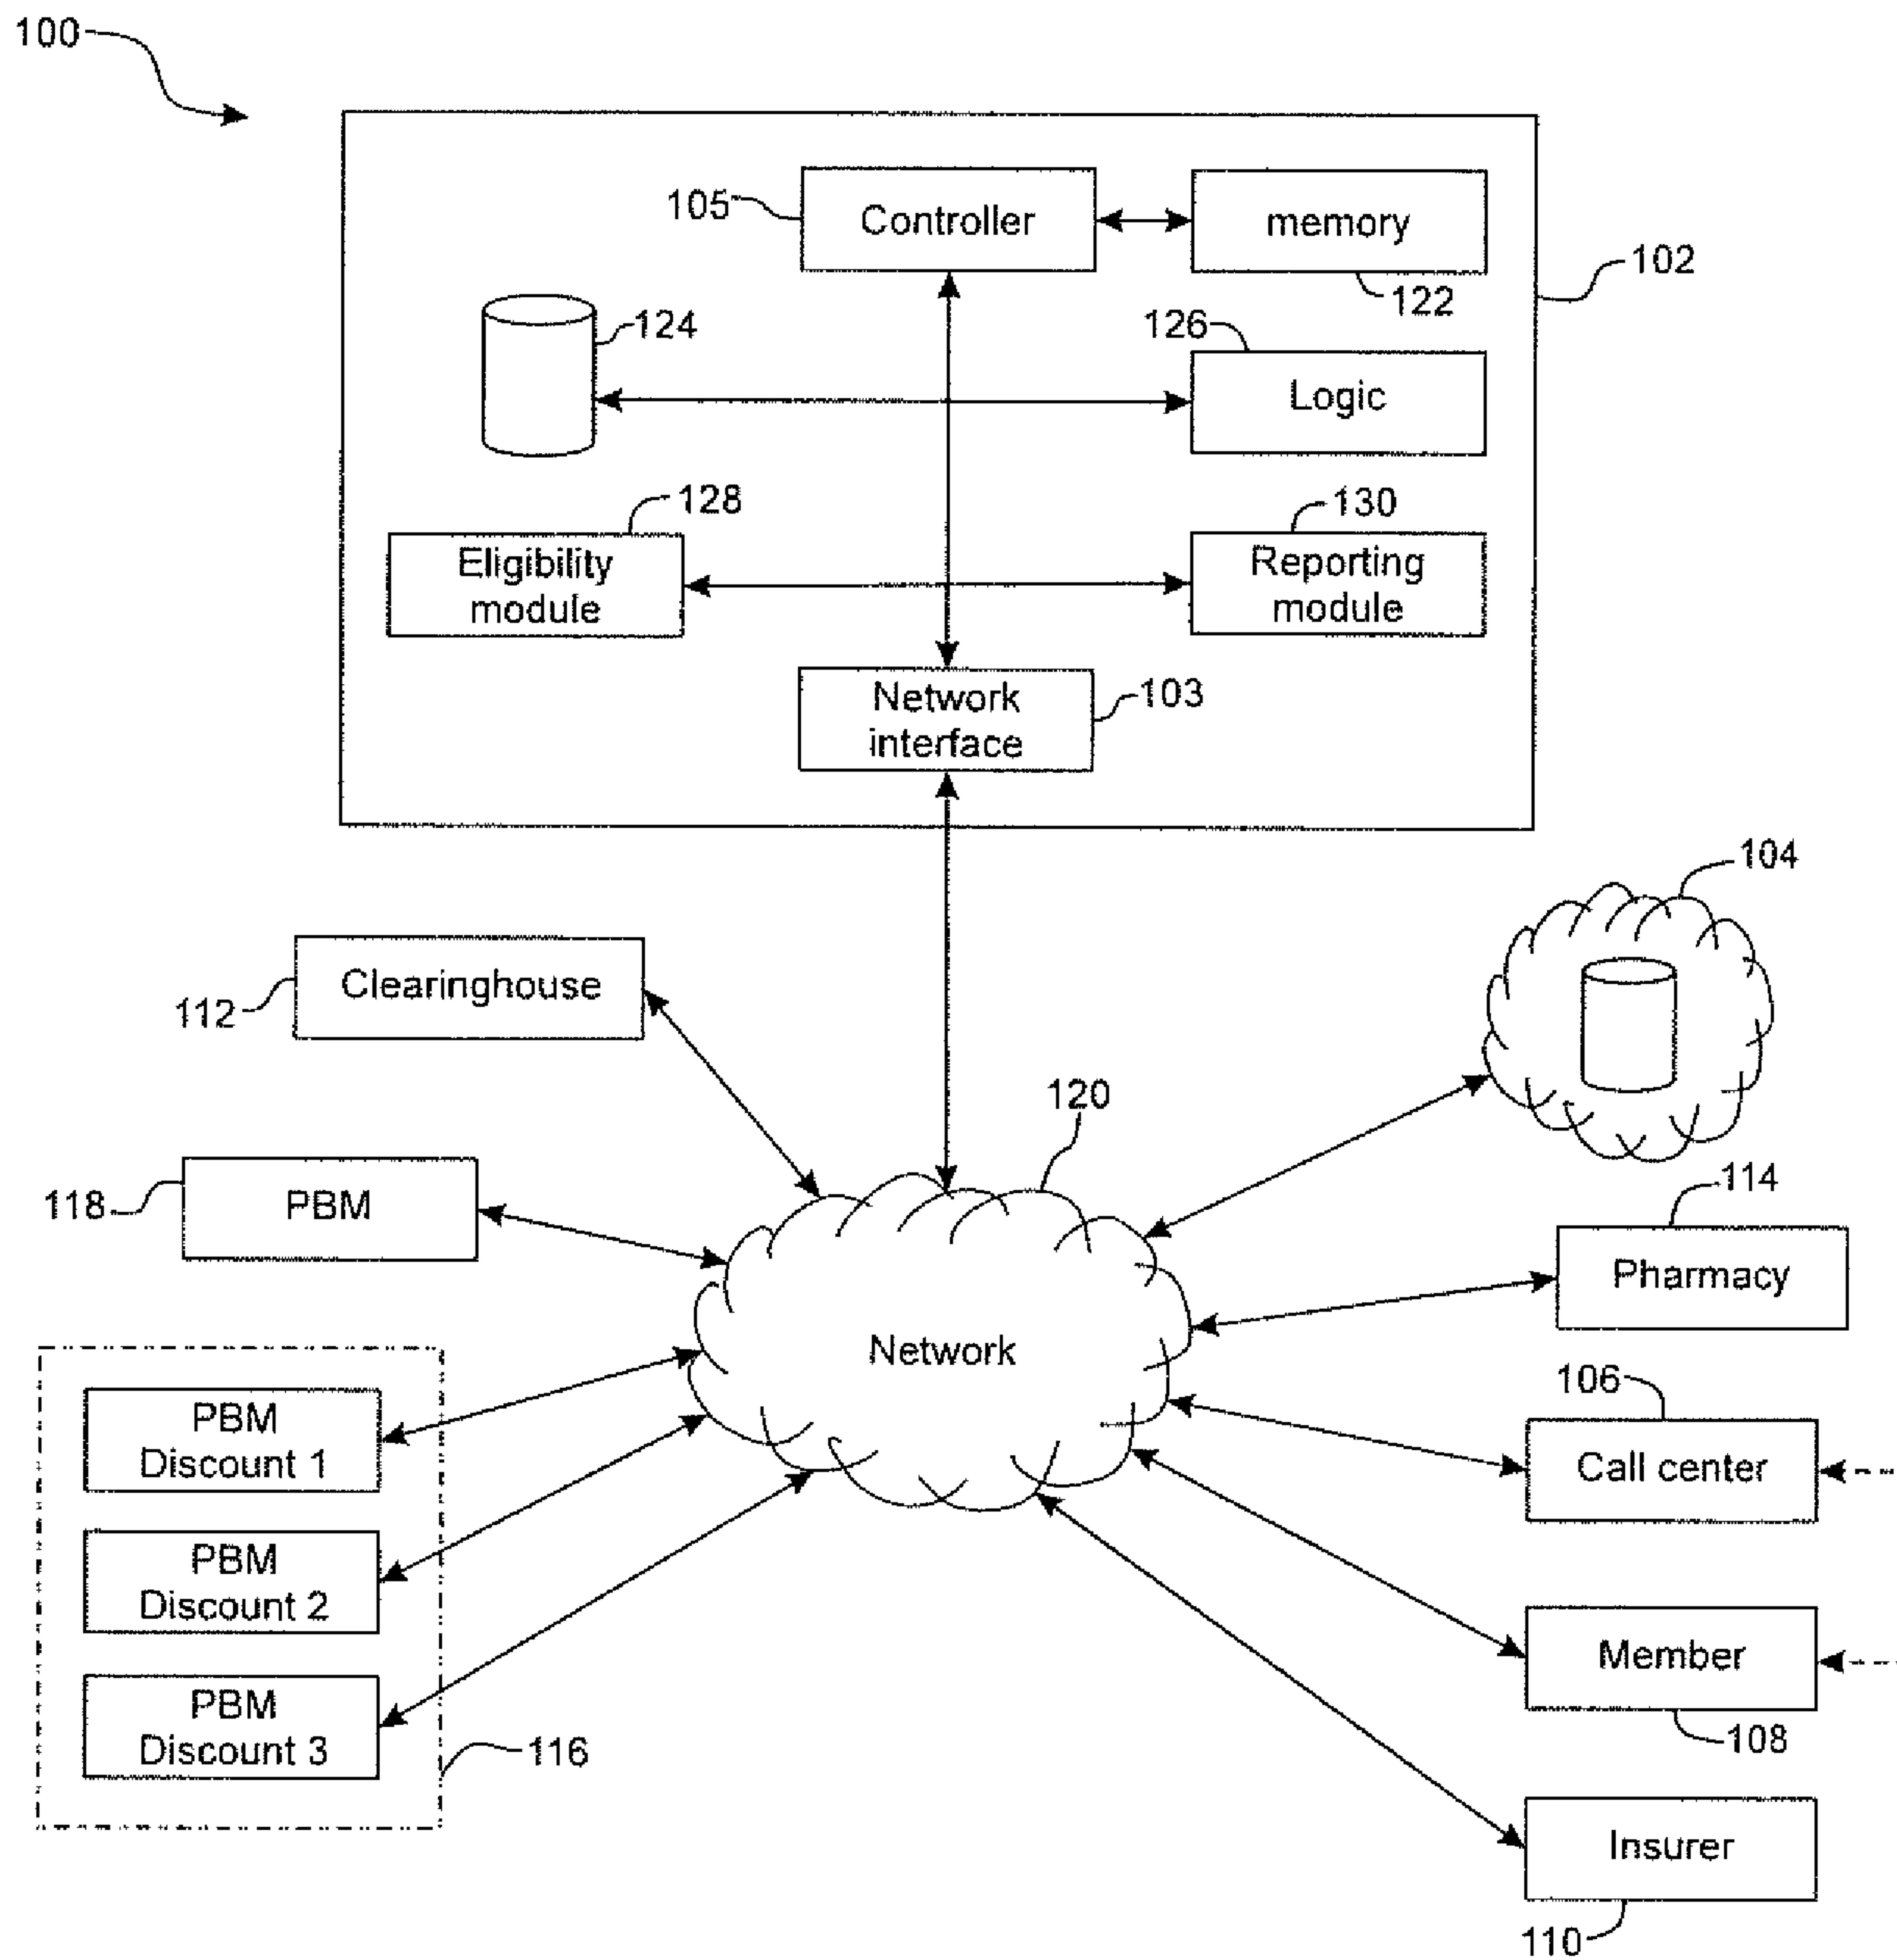 100
105
Controller
memory
102
122
124
126
Logic
128
130
Eligibility
module
Reporting
module
Network
interface
103
104
Clearinghouse
112
120
118
PBM
114
Pharmacy
Network
106
PBM
Discount 1
Call center
PBM
Discount 2
Member
108
PBM
Discount 3
116
Insurer
110